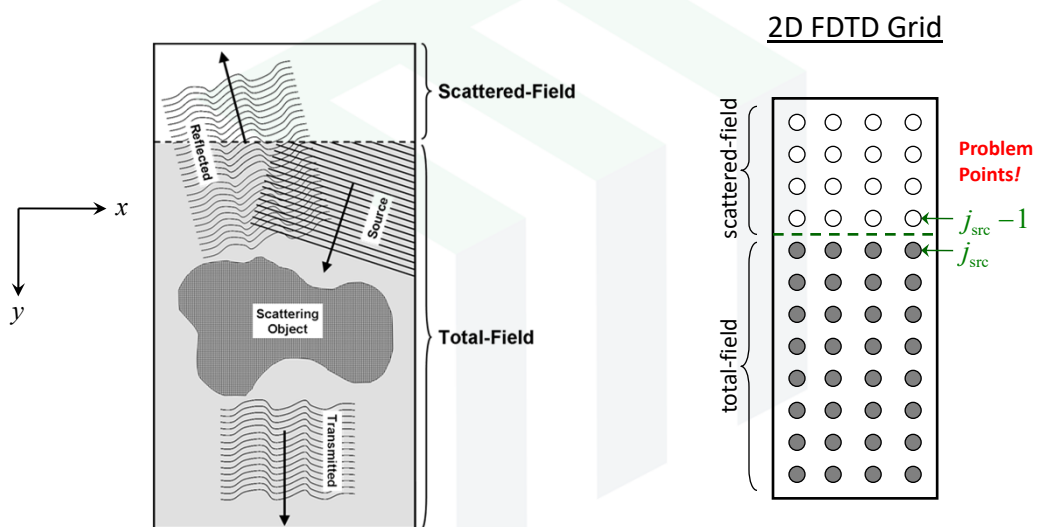 2D FDTD Grid
Scattered-Field
Reflected
Source
x
y
Scattering
Object
Total-Field
Transmitted
scattered-field
Problem
Points!
j_src − 1
j_src
total-field